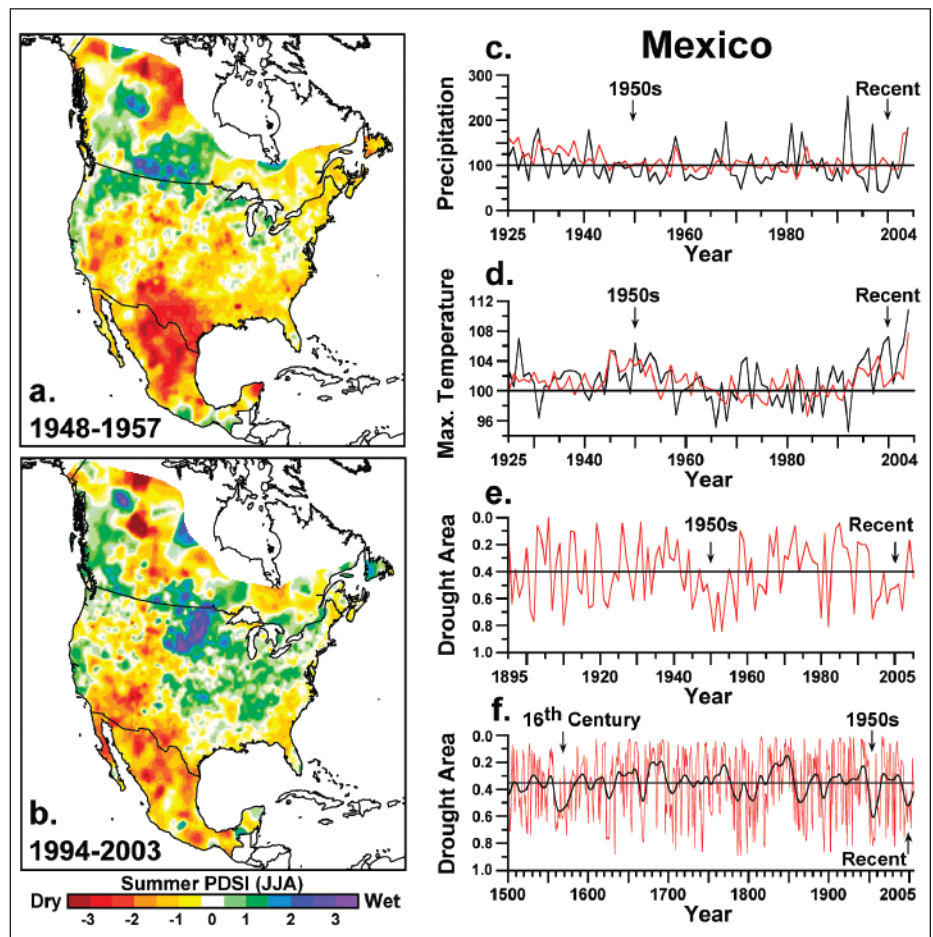 a.
1948-1957
b.
1994-2003
Summer PDSI (JJA)
Dry
Wet
-3 -2 -1 0 1 2 3
Mexico
c.
Precipitation
300
200
100
0
1950s
Recent
1925 1940 1960 1980 2004
Year
d.
Max. Temperature
112
108
104
100
96
1950s
Recent
1925 1940 1960 1980 2004
Year
e.
Drought Area
0.0
0.2
0.4
0.6
0.8
1.0
1950s
Recent
1895 1920 1940 1960 1980 2005
Year
f.
Drought Area
0.0
0.2
0.4
0.6
0.8
1.0
16th Century
1950s
Recent
1500 1600 1700 1800 1900 2005
Year